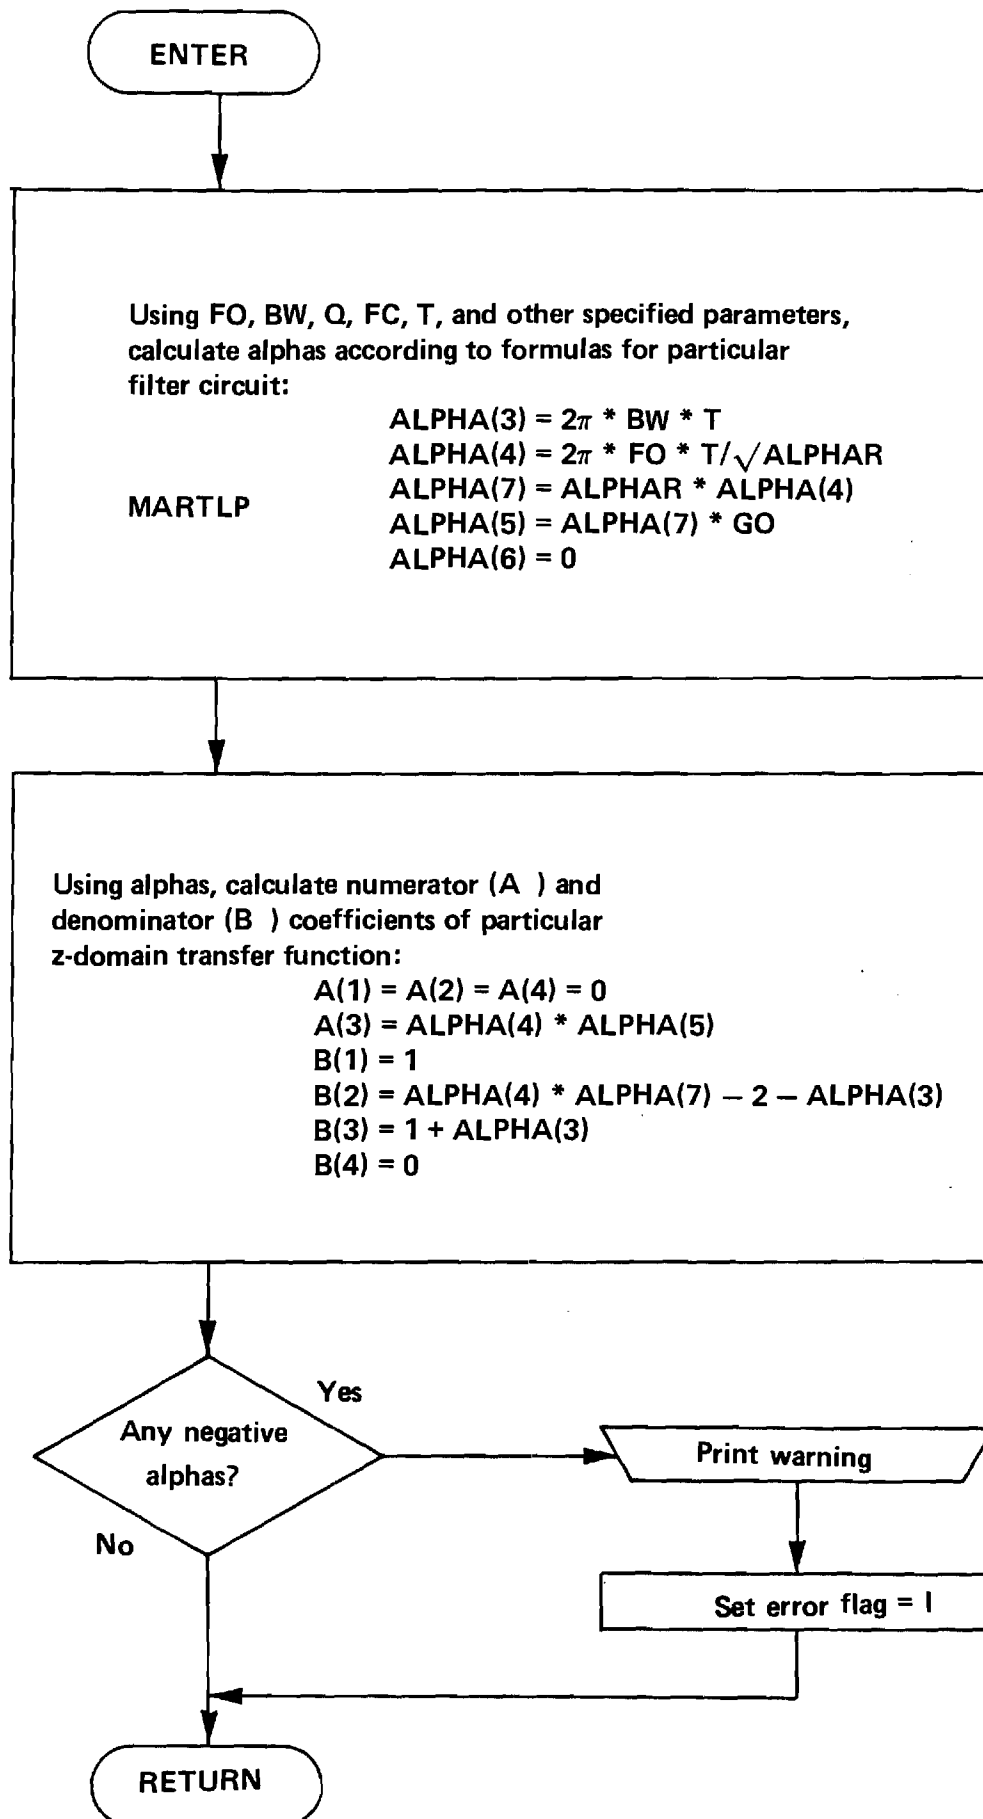 ENTER
Using FO, BW, Q, FC, T, and other specified parameters,
calculate alphas according to formulas for particular
filter circuit:
ALPHA(3) = 2π * BW * T
ALPHA(4) = 2π * FO * T/√ALPHAR
MARTLP
ALPHA(7) = ALPHAR * ALPHA(4)
ALPHA(5) = ALPHA(7) * GO
ALPHA(6) = 0
Using alphas, calculate numerator (A ) and
denominator (B ) coefficients of particular
z-domain transfer function:
A(1) = A(2) = A(4) = 0
A(3) = ALPHA(4) * ALPHA(5)
B(1) = 1
B(2) = ALPHA(4) * ALPHA(7) – 2 – ALPHA(3)
B(3) = 1 + ALPHA(3)
B(4) = 0
Yes
Any negative
alphas?
Print warning
No
Set error flag = I
RETURN